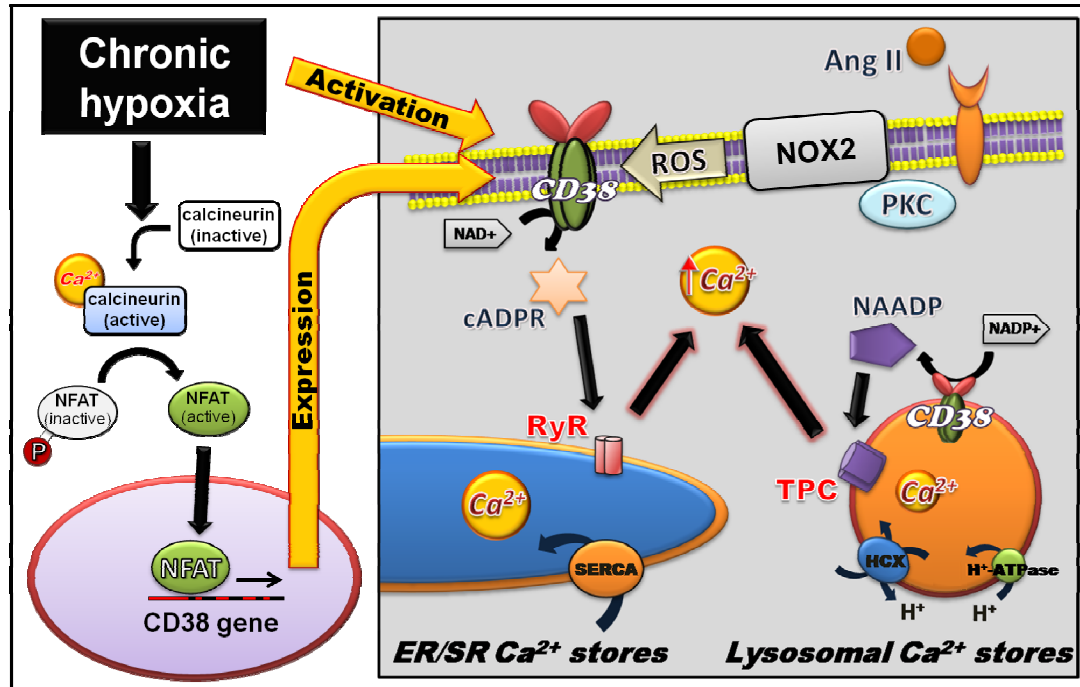 Chronic
hypoxia
calcineurin
(inactive)
Ca²⁺
calcineurin
(active)
NFAT
(inactive)
P
NFAT
(active)
NFAT
CD38 gene
Activation
Expression
Ang II
NOX2
ROS
PKC
CD38
NAD+
cADPR
Ca²⁺
NAADP
NADP+
CD38
RyR
TPC
Ca²⁺
Ca²⁺
SERCA
HCX
H⁺-ATPase
H⁺
H⁺
ER/SR Ca²⁺ stores
Lysosomal Ca²⁺ stores